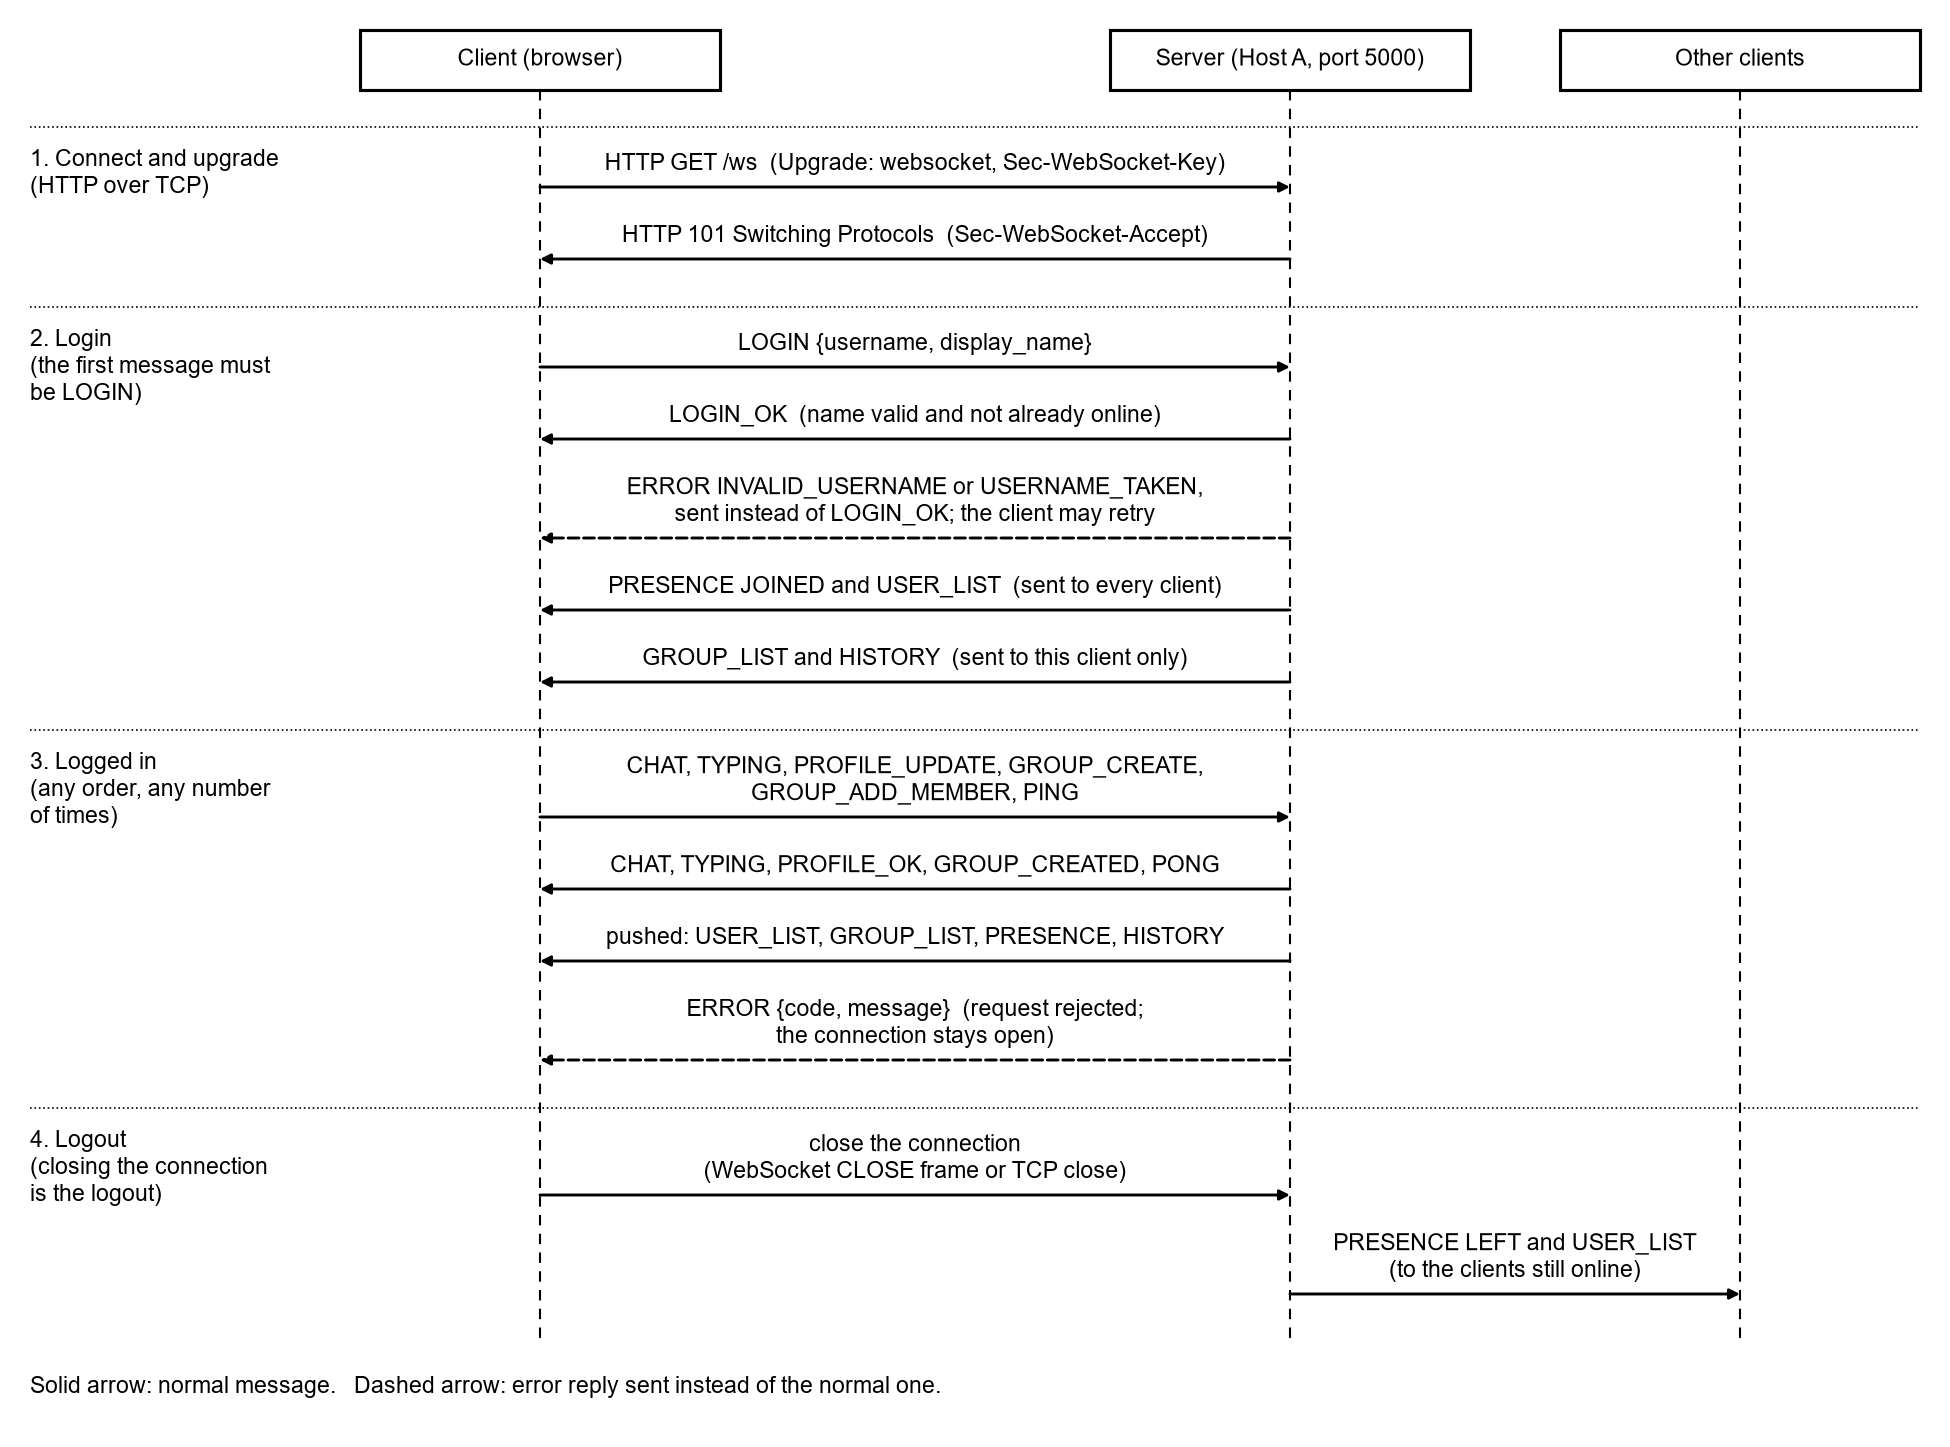 Client (browser)
Server (Host A, port 5000)
Other clients
1. Connect and upgrade
(HTTP over TCP)
HTTP GET /ws  (Upgrade: websocket, Sec-WebSocket-Key)
HTTP 101 Switching Protocols  (Sec-WebSocket-Accept)
2. Login
(the first message must
be LOGIN)
LOGIN {username, display_name}
LOGIN_OK  (name valid and not already online)
ERROR INVALID_USERNAME or USERNAME_TAKEN,
sent instead of LOGIN_OK; the client may retry
PRESENCE JOINED and USER_LIST  (sent to every client)
GROUP_LIST and HISTORY  (sent to this client only)
3. Logged in
(any order, any number
of times)
CHAT, TYPING, PROFILE_UPDATE, GROUP_CREATE,
GROUP_ADD_MEMBER, PING
CHAT, TYPING, PROFILE_OK, GROUP_CREATED, PONG
pushed: USER_LIST, GROUP_LIST, PRESENCE, HISTORY
ERROR {code, message}  (request rejected;
the connection stays open)
4. Logout
(closing the connection
is the logout)
close the connection
(WebSocket CLOSE frame or TCP close)
PRESENCE LEFT and USER_LIST
(to the clients still online)
Solid arrow: normal message.   Dashed arrow: error reply sent instead of the normal one.